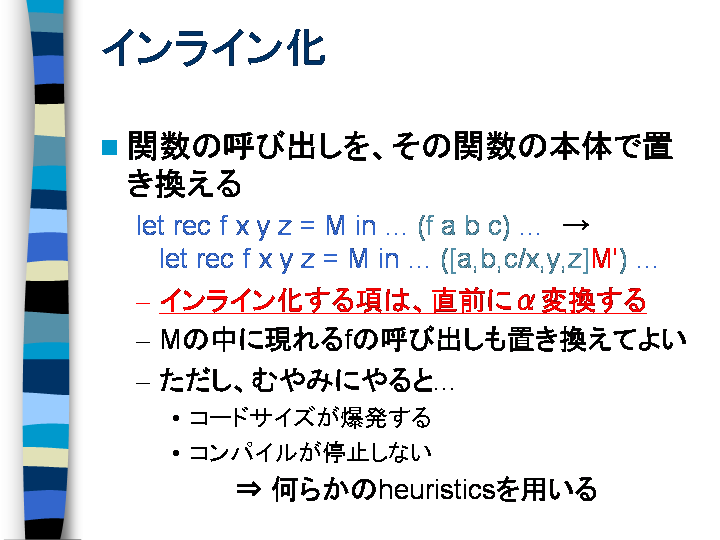 インライン化
関数の呼び出しを、その関数の本体で置
き換える
let rec f x y z = M in ... (f a b c) ... →
let rec f x y z = M in ... ([a,b,c/x,y,z]M') ...
– インライン化する項は、直前にα変換する
– Mの中に現れるfの呼び出しも置き換えてよい
– ただし、むやみにやると...
• コードサイズが爆発する
• コンパイルが停止しない
⇒ 何らかのheuristicsを用いる